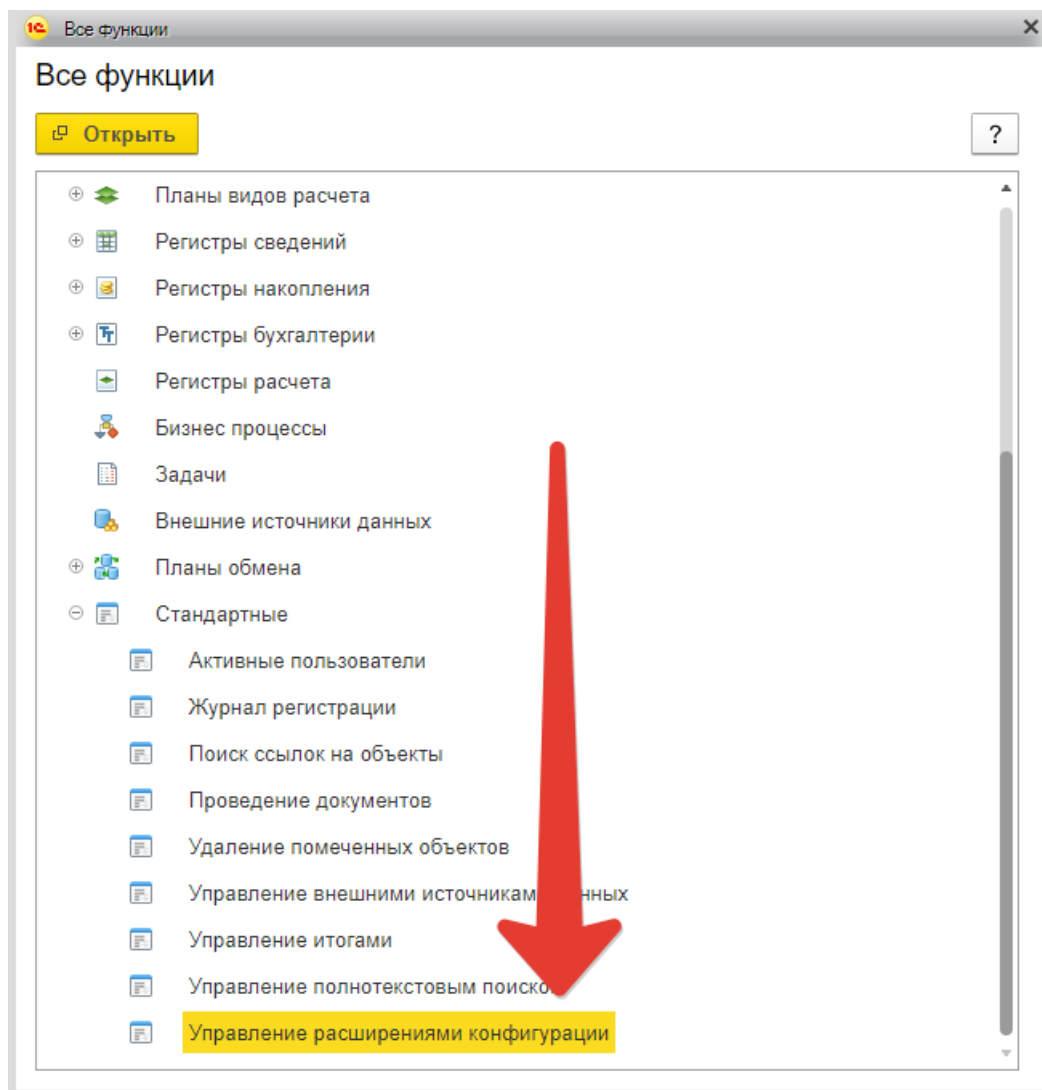 1С Все функции
Все функции
Открыть ?
Планы видов расчета
Регистры сведений
Регистры накопления
Регистры бухгалтерии
Регистры расчета
Бизнес процессы
Задачи
Внешние источники данных
Планы обмена
Стандартные
Активные пользователи
Журнал регистрации
Поиск ссылок на объекты
Проведение документов
Удаление помеченных объектов
Управление внешними источникам нных
Управление итогами
Управление полнотекстовым поиско
Управление расширениями конфигурации